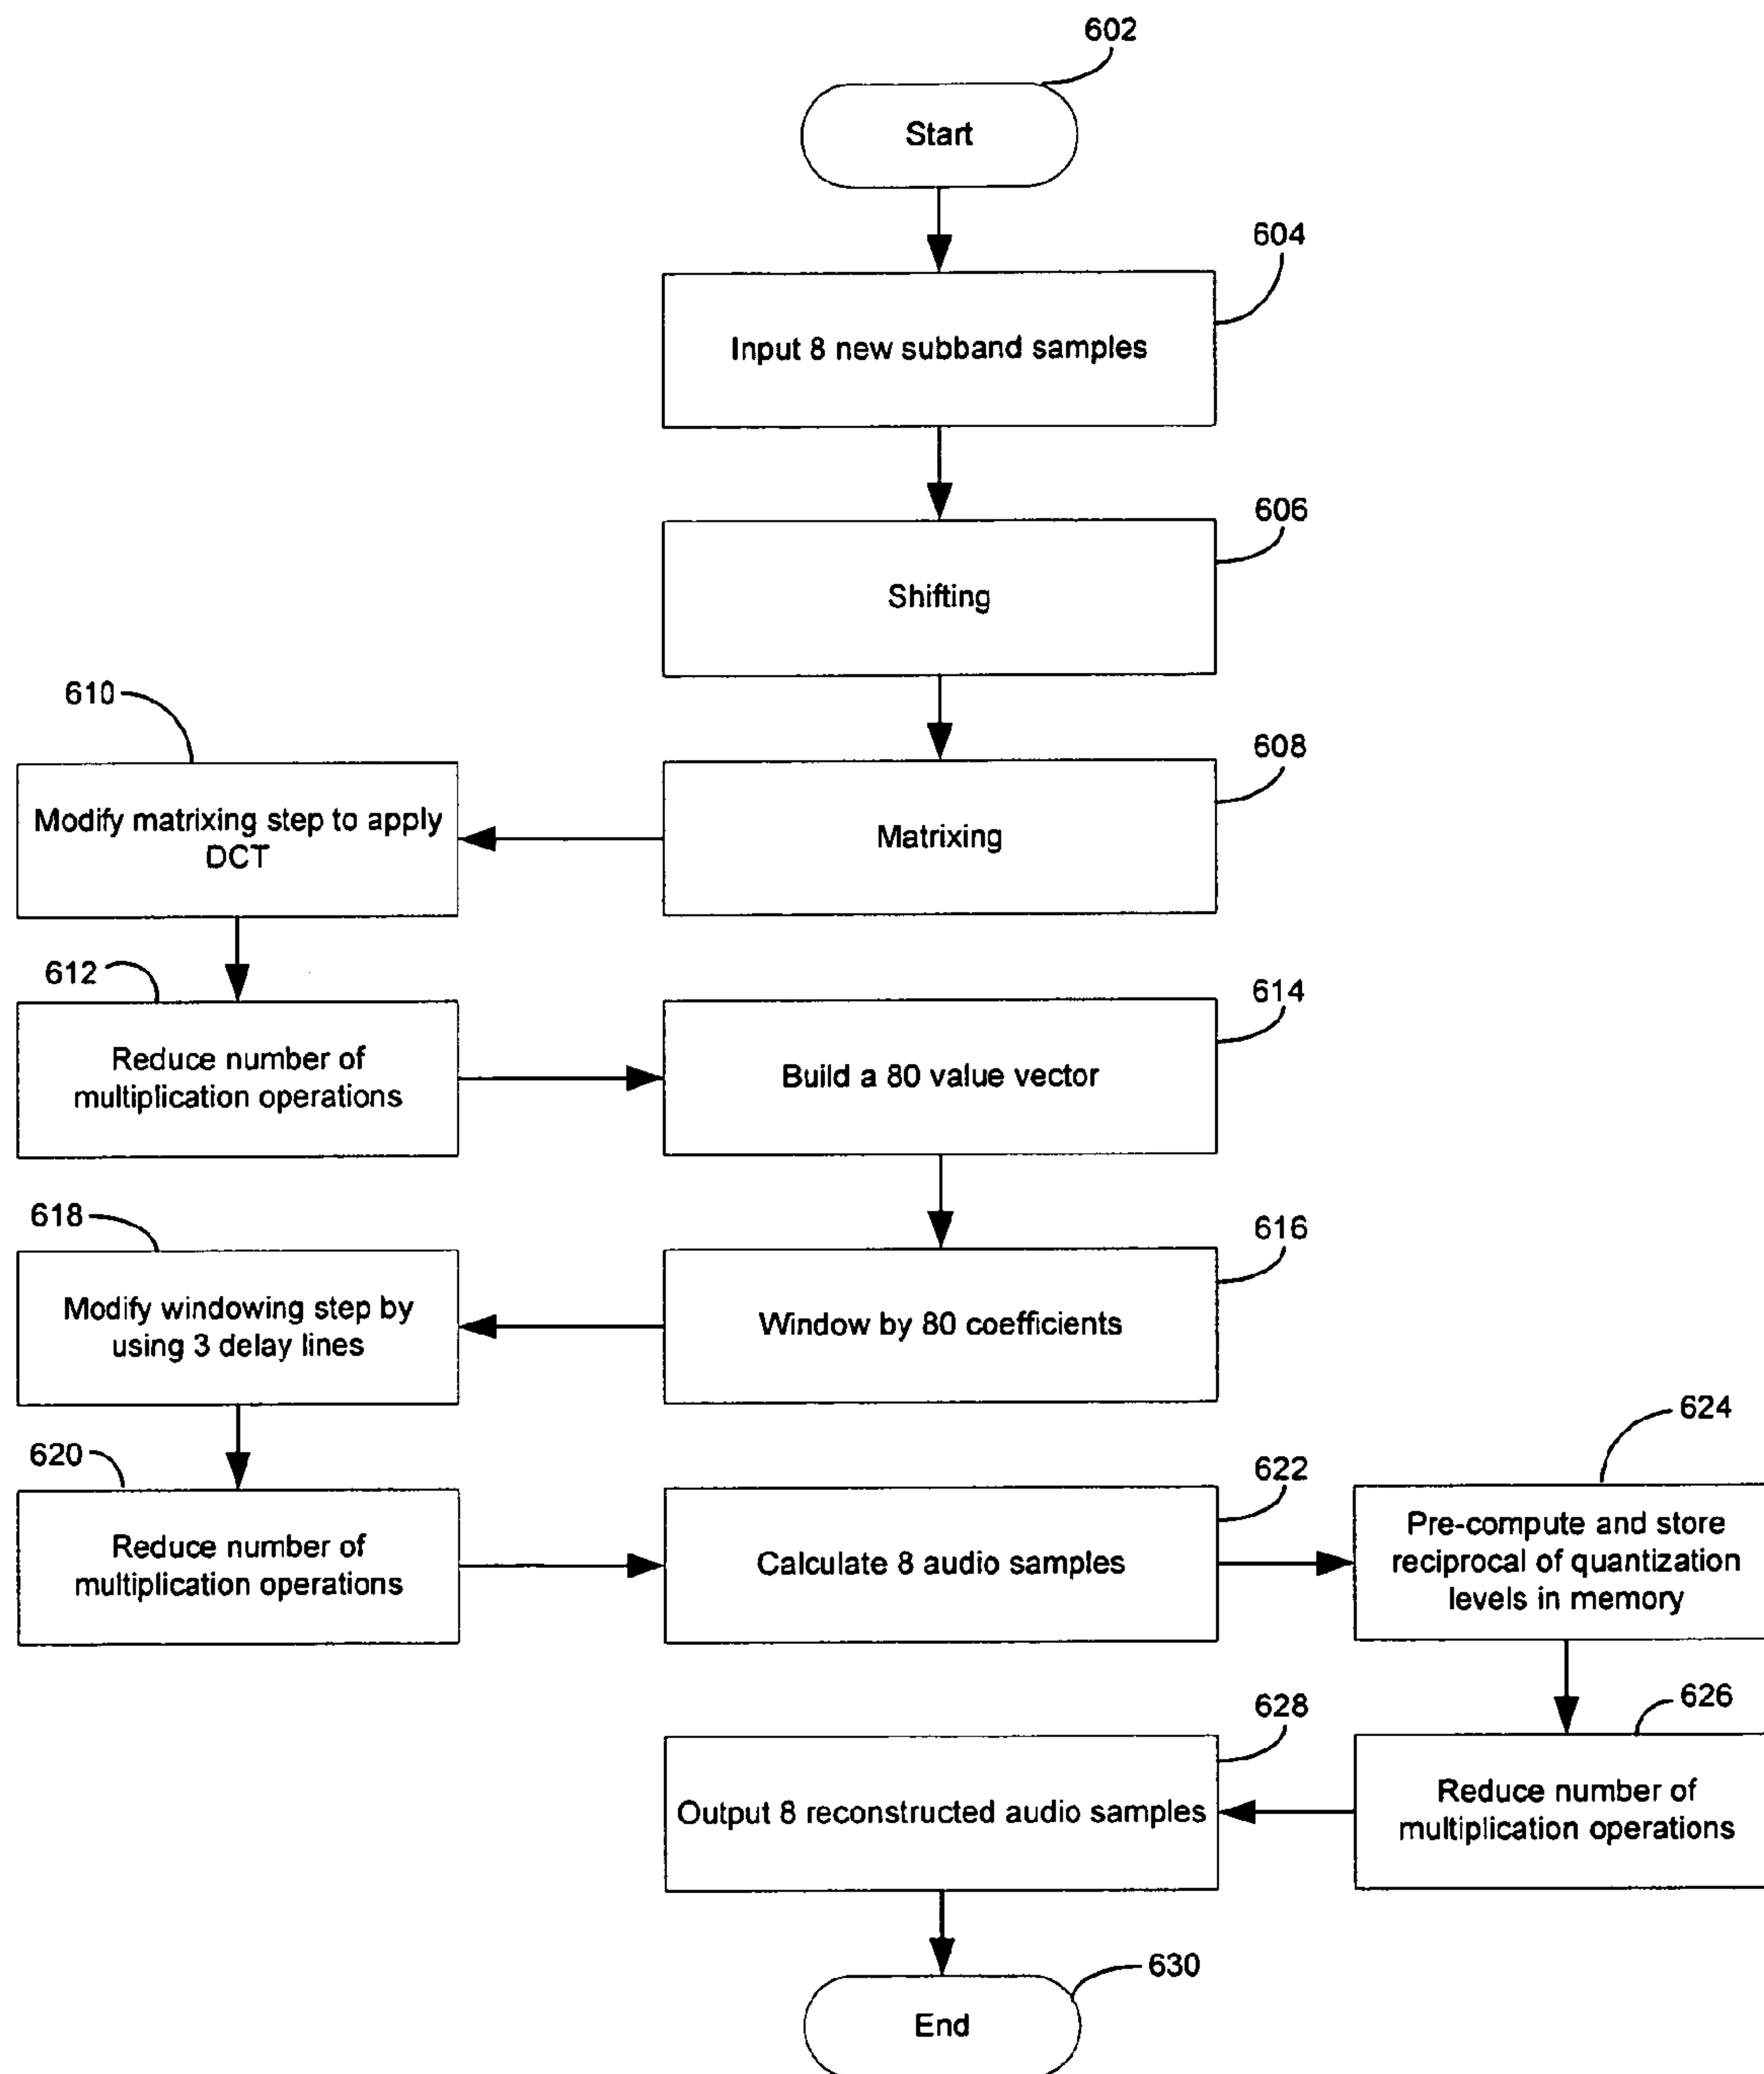 602
Start
604
Input 8 new subband samples
606
Shifting
610
608
Modify matrixing step to apply
DCT
Matrixing
612
614
Reduce number of
multiplication operations
Build a 80 value vector
618
616
Modify windowing step by
using 3 delay lines
Window by 80 coefficients
624
620
622
Reduce number of
multiplication operations
Calculate 8 audio samples
Pre-compute and store
reciprocal of quantization
levels in memory
628
626
Output 8 reconstructed audio samples
Reduce number of
multiplication operations
630
End